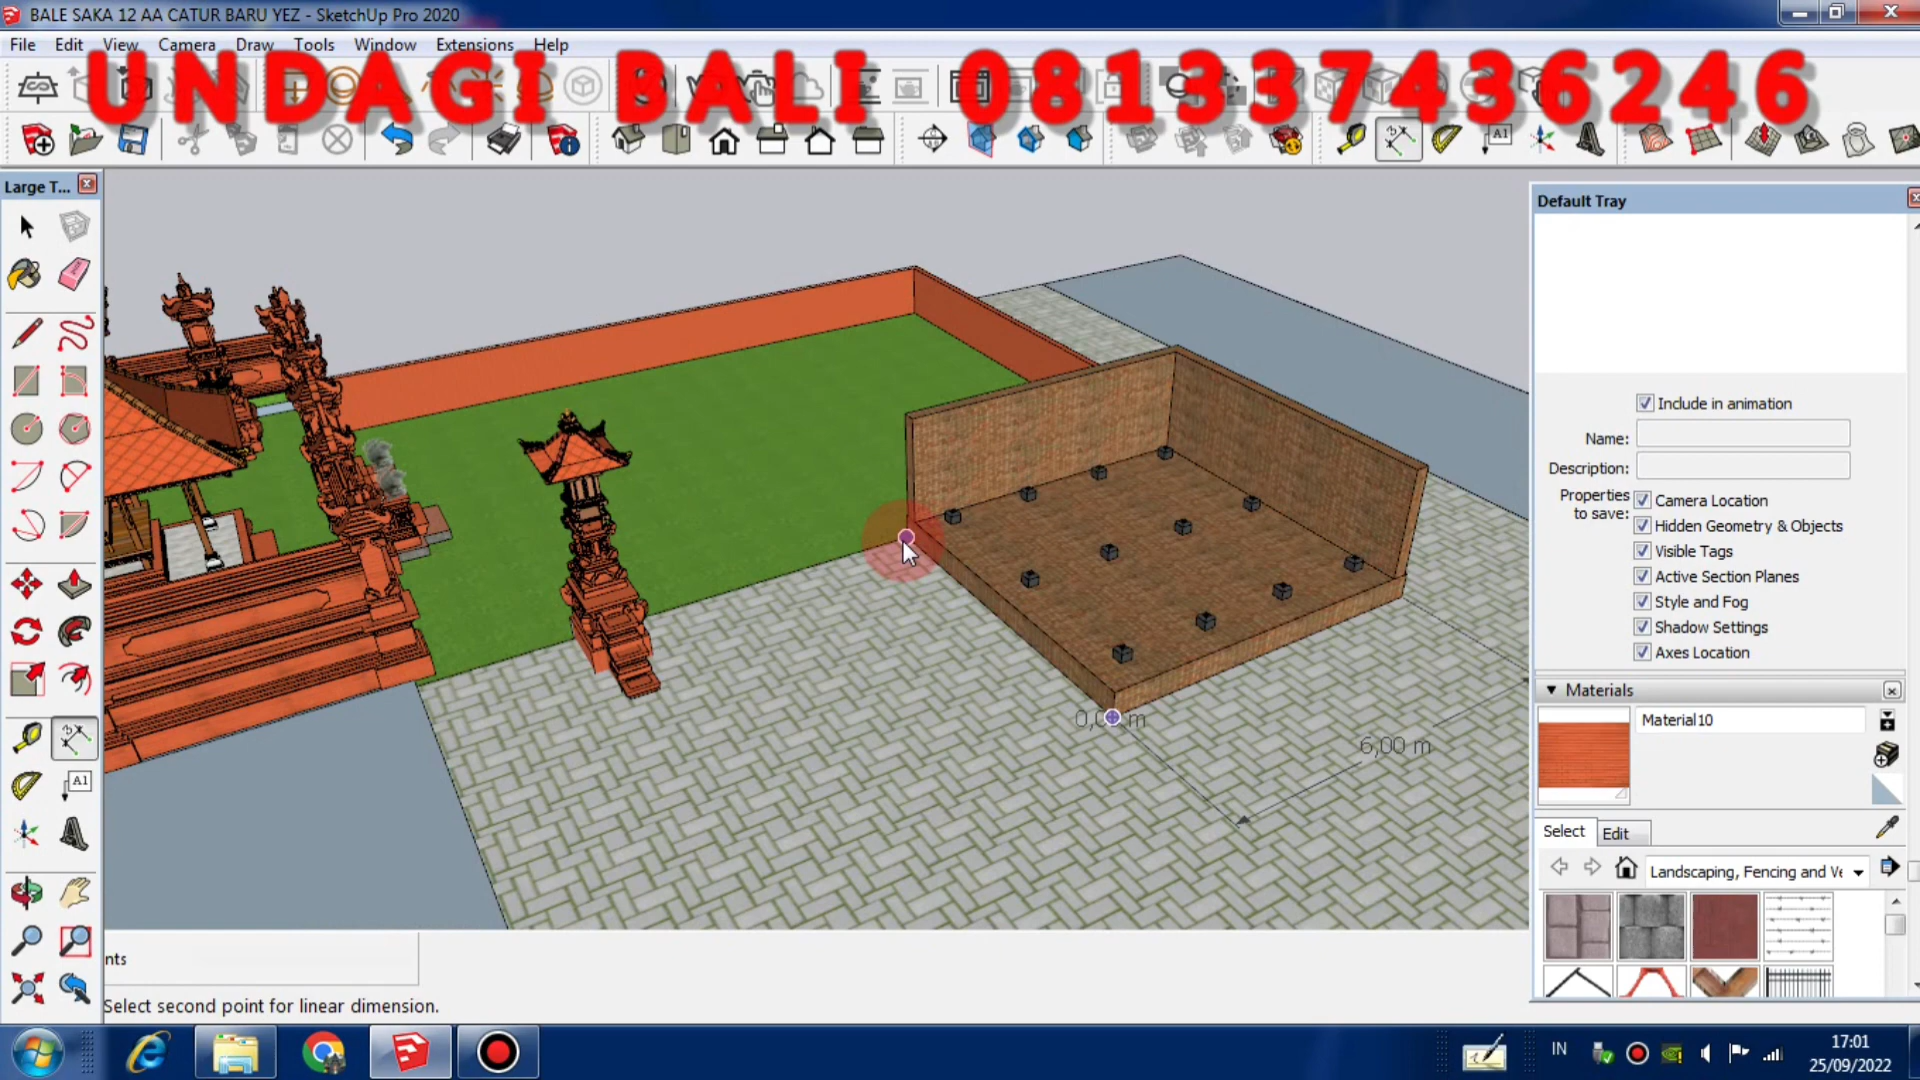 BALE SAKA 12 AA CATUR BARU YEZ - SketchUp Pro 2020
File Edit View Camera Draw Tools Window Extensions Help
UNDAGI BALI 081337436246
A1
Large T...
Default Tray
Include in animation
Name:
Description:
Properties to save:
Camera Location
Hidden Geometry & Objects
Visible Tags
Active Section Planes
Style and Fog
Shadow Settings
Axes Location
Materials
Material10
6,00 m
A1
Select Edit
Landscaping, Fencing and Ve
nts
Select second point for linear dimension.
IN
17:01
25/09/2022